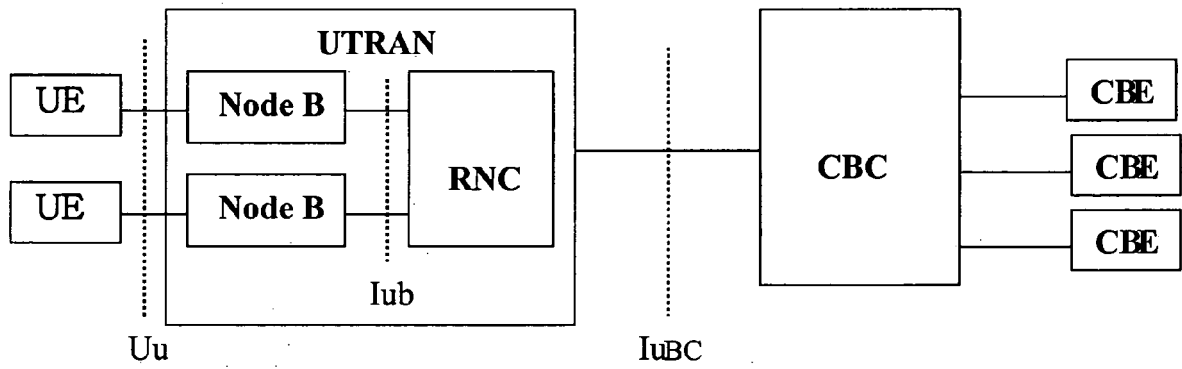 UTRAN
UE
Node B
CBE
RNC
CBC
CBE
UE
Node B
CBE
Iub
Uu
IuBC